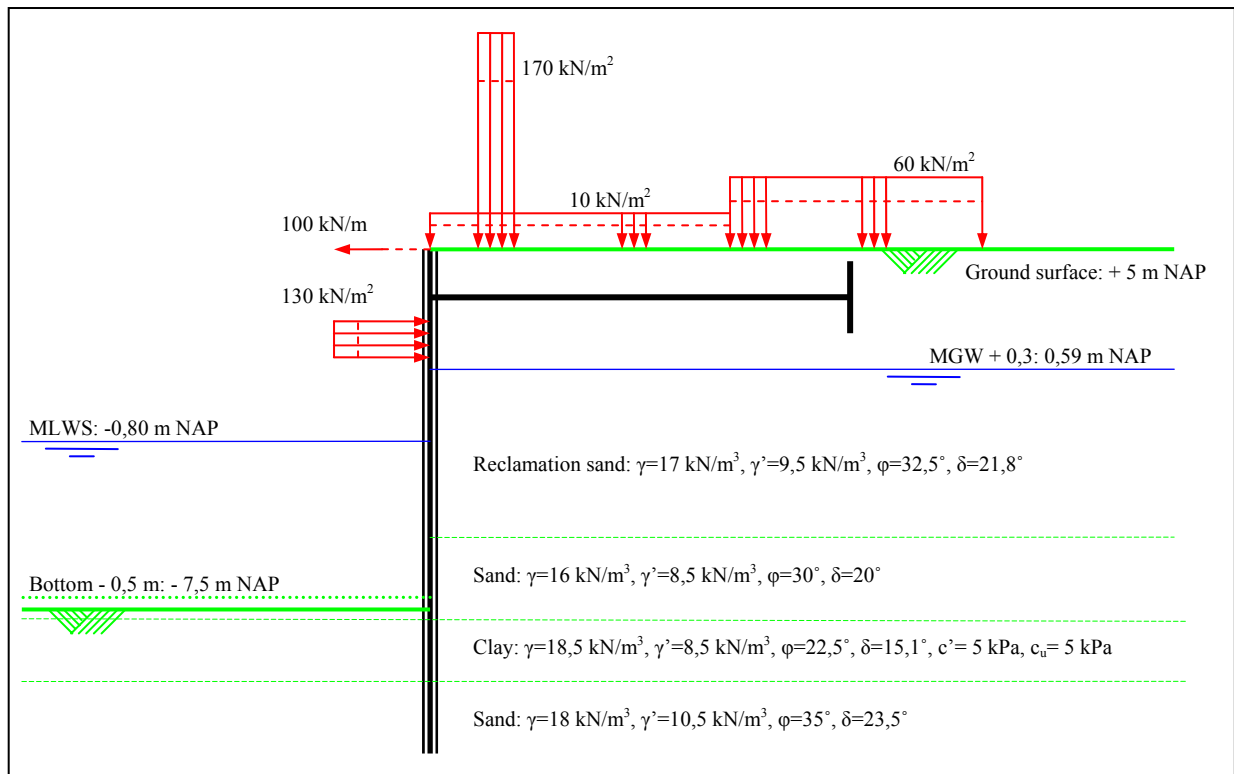 170 kN/m²
60 kN/m²
10 kN/m²
100 kN/m
Ground surface: + 5 m NAP
130 kN/m²
MGW + 0,3: 0,59 m NAP
MLWS: -0,80 m NAP
Reclamation sand: γ=17 kN/m³, γ’=9,5 kN/m³, φ=32,5˚, δ=21,8˚
Bottom - 0,5 m: - 7,5 m NAP
Sand: γ=16 kN/m³, γ’=8,5 kN/m³, φ=30˚, δ=20˚
Clay: γ=18,5 kN/m³, γ’=8,5 kN/m³, φ=22,5˚, δ=15,1˚, c’= 5 kPa, cᵤ= 5 kPa
Sand: γ=18 kN/m³, γ’=10,5 kN/m³, φ=35˚, δ=23,5˚